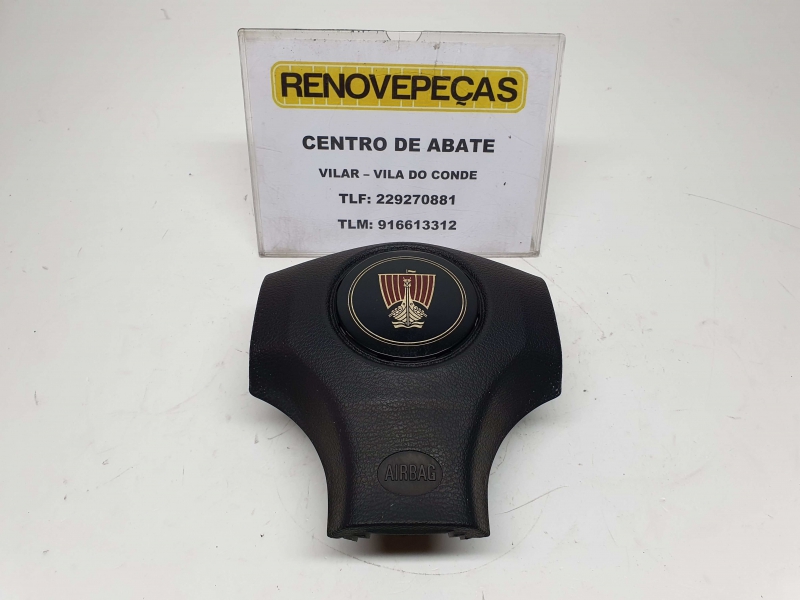 RENOVEPEÇAS
CENTRO DE ABATE
VILAR – VILA DO CONDE
TLF: 229270881
TLM: 916613312
AIRBAG